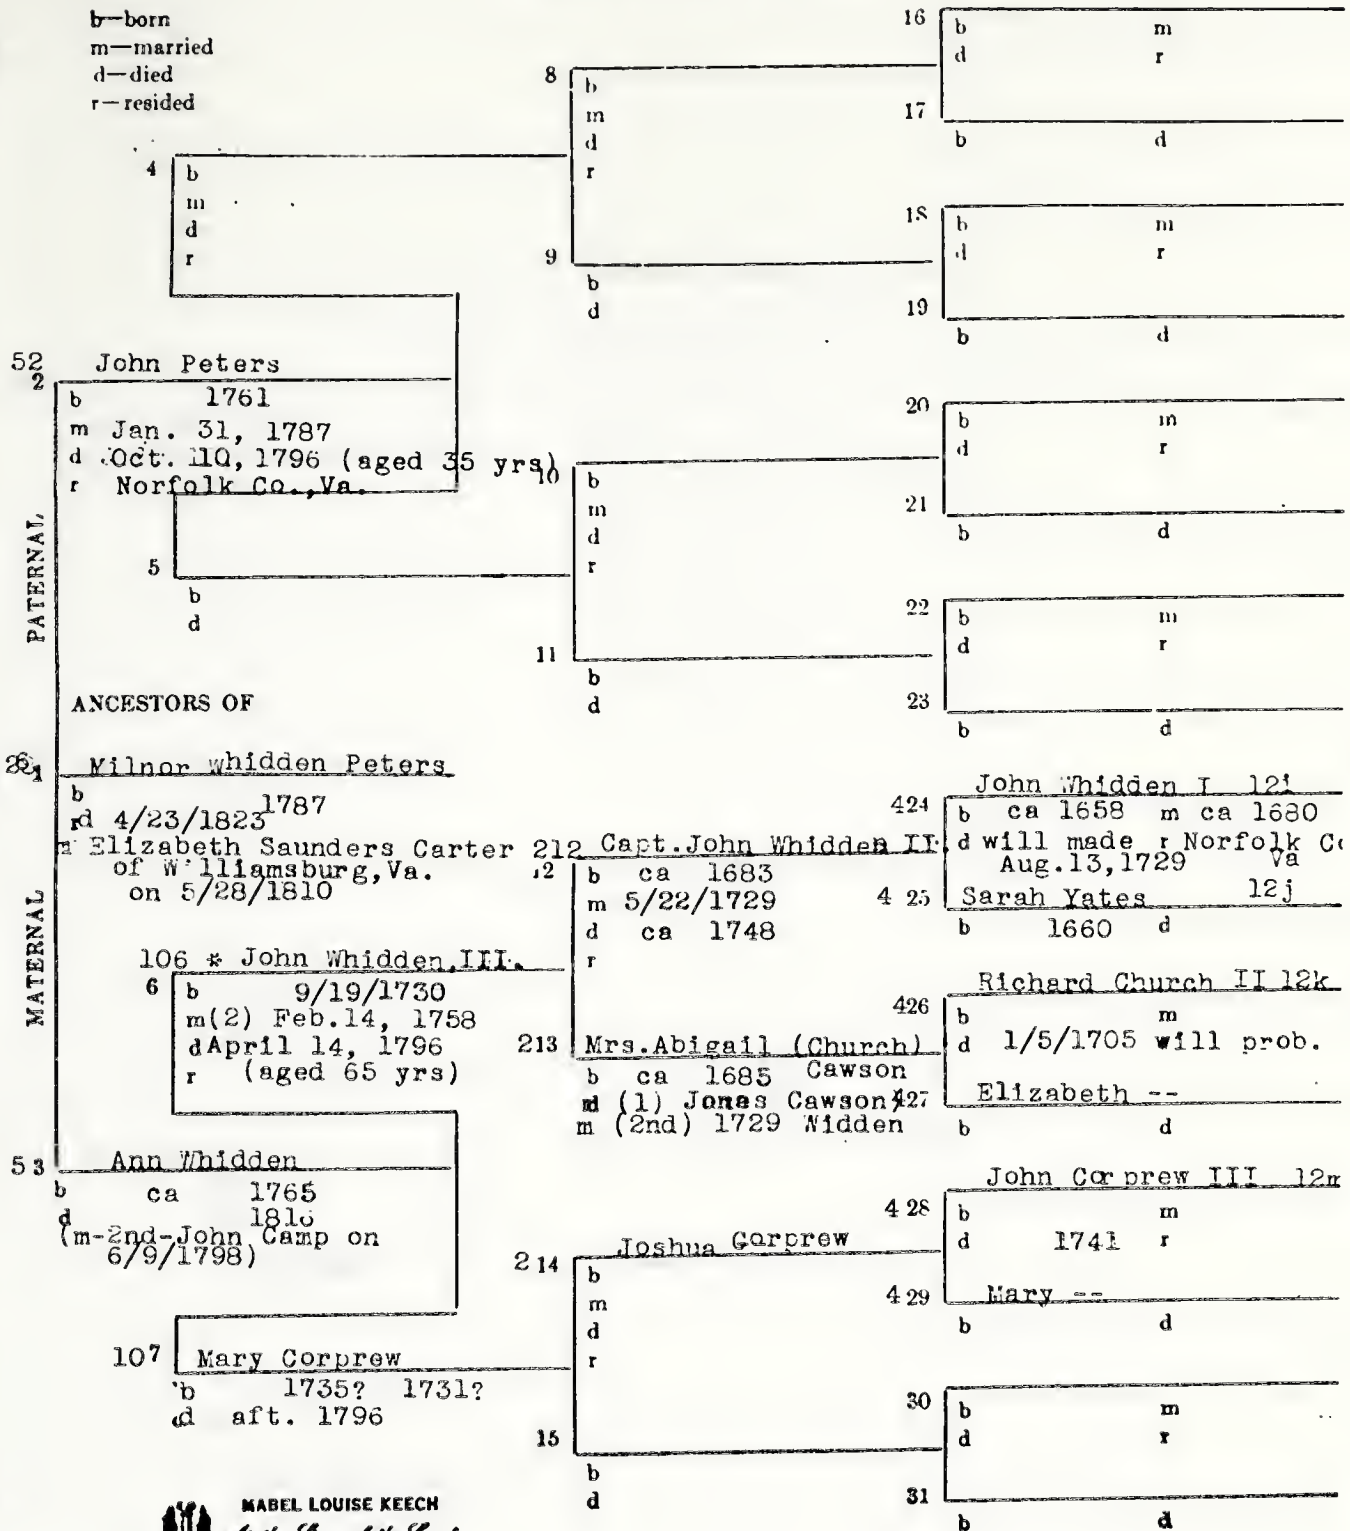 b—born
m—married
d—died
r—resided
4
b
m
d
r
8
b
m
d
r
9
b
d
16
b m
d r
17
b d
18
b m
d r
19
b d
52
2
John Peters
b 1761
m Jan. 31, 1787
d Oct. 110, 1796 (aged 35 yrs)
r Norfolk Co.,Va.
5
b
d
10
b
m
d
r
11
b
d
20
b m
d r
21
b d
22
b m
d r
23
b d
PATERNAL
ANCESTORS OF
1
Milnor Whidden Peters
b 1787
d 4/23/1823
m Elizabeth Saunders Carter
of Williamsburg,Va.
on 5/28/1810
MATERNAL
106 * John Whidden,III.
6
b 9/19/1730
m(2) Feb.14, 1758
d April 14, 1796
r (aged 65 yrs)
53 Ann Whidden
b ca 1765
d
(m-2nd-John Camp on
6/9/1798)
107 Mary Corprew
b 1735? 1731?
d aft. 1796
212 Capt.John Whidden II
12
b ca 1683
m 5/22/1729
d ca 1748
r
213 Mrs.Abigail (Church)
Cawson
b ca 1685
m (1) Jonas Cawson
m (2nd) 1729 Widden
214 Joshua Corprew
b
m
d
r
15
b
d
424 John Whidden I 12i
b ca 1658 m ca 1680
d will made r Norfolk Co
Aug.13,1729 Va
425 Sarah Yates 12j
b 1660 d
426 Richard Church II 12k
b m
d 1/5/1705 will prob.
427 Elizabeth --
b d
428 John Corprew III 12m
b m
d 1741 r
429 Mary --
b d
30
b m
d r
31
b d
MABEL LOUISE KEECH